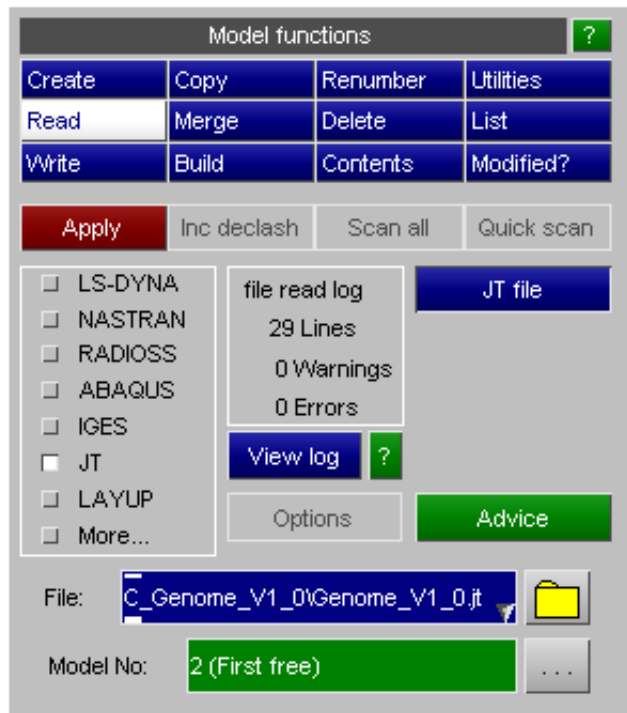 Model functions ?
Create Copy Renumber Utilities
Read Merge Delete List
Write Build Contents Modified?
Apply Inc declash Scan all Quick scan
LS-DYNA
NASTRAN
RADIOSS
ABAQUS
IGES
JT
LAYUP
More...
file read log
29 Lines
0 Warnings
0 Errors
View log ?
Options
JT file
Advice
File: C_Genome_V1_0\Genome_V1_0.jt
Model No: 2 (First free) ...